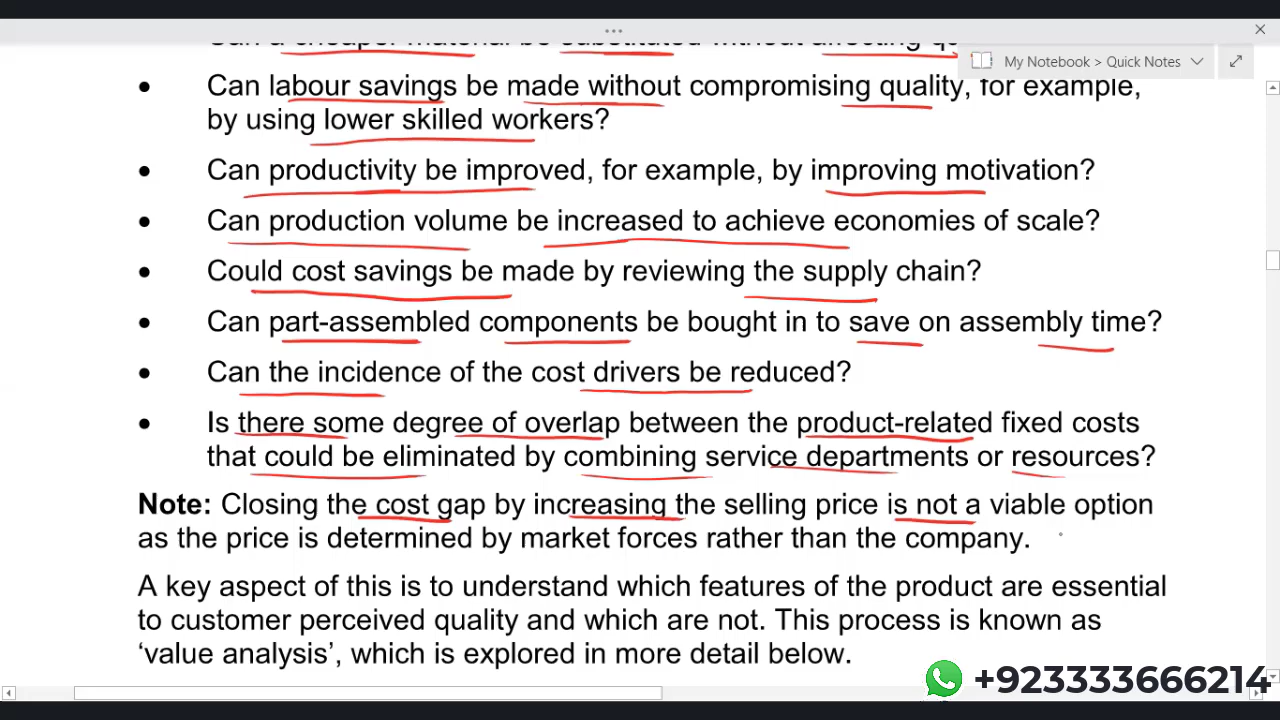 Can a cheaper material be substituted without affecting
My Notebook > Quick Notes
• Can labour savings be made without compromising quality, for example,
by using lower skilled workers?
• Can productivity be improved, for example, by improving motivation?
• Can production volume be increased to achieve economies of scale?
• Could cost savings be made by reviewing the supply chain?
• Can part-assembled components be bought in to save on assembly time?
• Can the incidence of the cost drivers be reduced?
• Is there some degree of overlap between the product-related fixed costs
that could be eliminated by combining service departments or resources?
Note: Closing the cost gap by increasing the selling price is not a viable option
as the price is determined by market forces rather than the company.
A key aspect of this is to understand which features of the product are essential
to customer perceived quality and which are not. This process is known as
‘value analysis’, which is explored in more detail below.
+923333666214